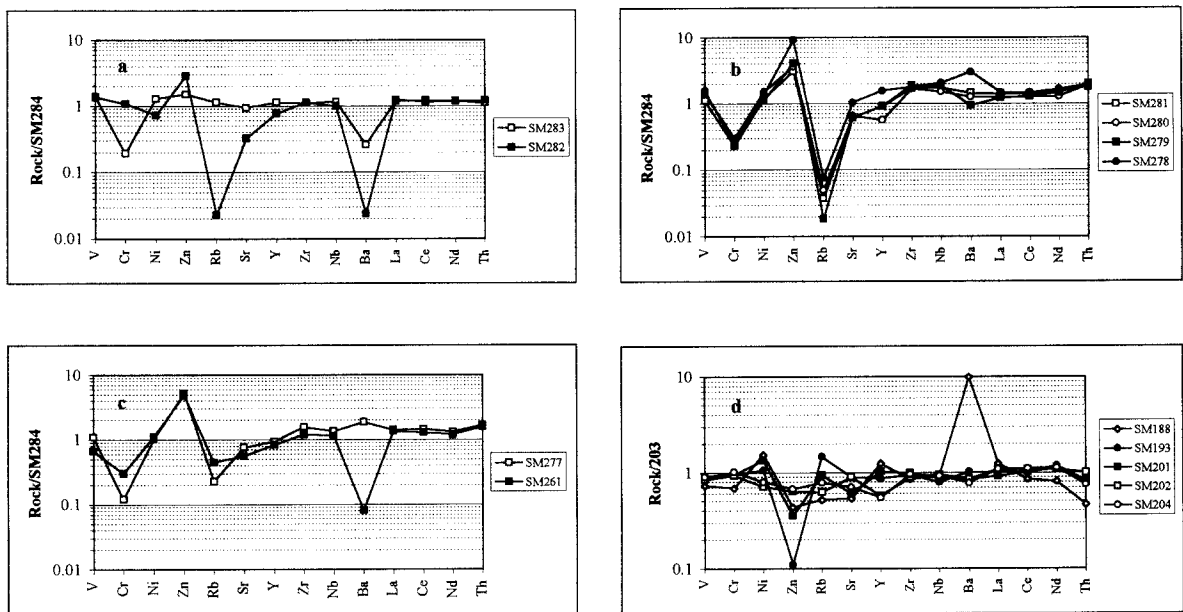 a
Rock/SM284
10
1
0.1
0.01
V Cr Ni Zn Rb Sr Y Zr Nb Ba La Ce Nd Th
SM283
SM282
b
Rock/SM284
10
1
0.1
0.01
V Cr Ni Zn Rb Sr Y Zr Nb Ba La Ce Nd Th
SM281
SM280
SM279
SM278
c
Rock/SM284
10
1
0.1
0.01
V Cr Ni Zn Rb Sr Y Zr Nb Ba La Ce Nd Th
SM277
SM261
d
Rock/203
10
1
0.1
V Cr Ni Zn Rb Sr Y Zr Nb Ba La Ce Nd Th
SM188
SM193
SM201
SM202
SM204